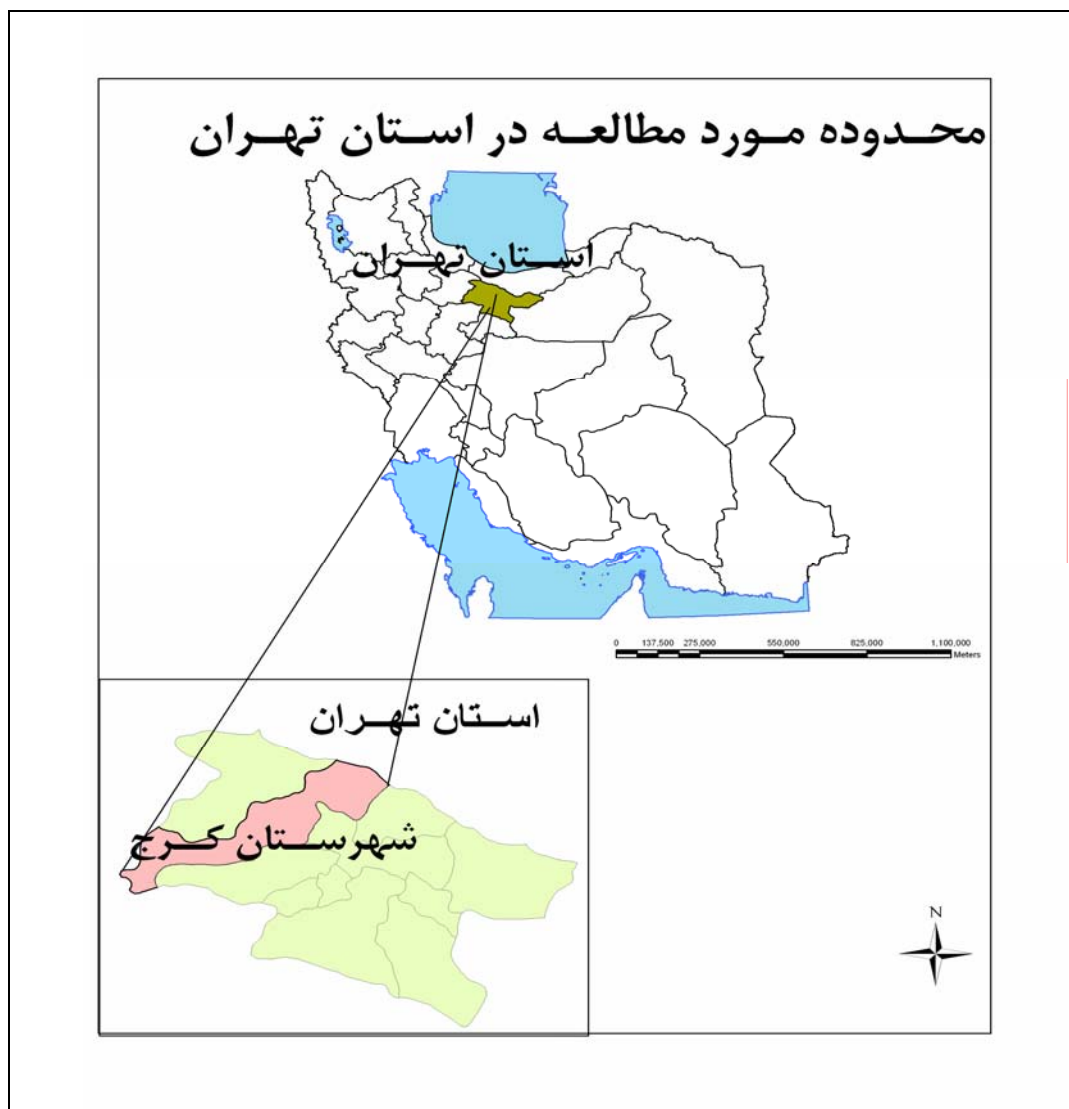 محدوده مورد مطالعه در استان تهران
استان تهران
0 137,500 275,000 550,000 825,000 1,100,000
Meters
استان تهران
شهرستان کرج
N